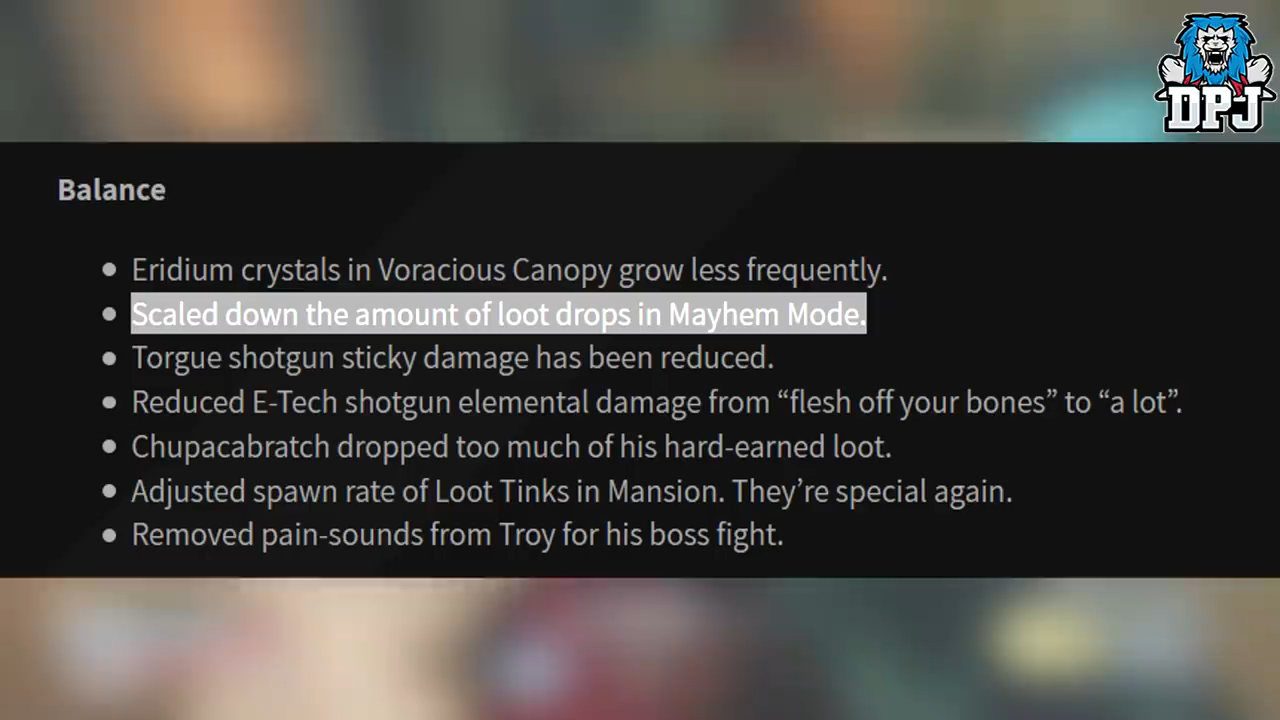 DPJ
Balance
Eridium crystals in Voracious Canopy grow less frequently.
Scaled down the amount of loot drops in Mayhem Mode.
Torgue shotgun sticky damage has been reduced.
Reduced E-Tech shotgun elemental damage from “flesh off your bones” to “a lot”.
Chupacabratch dropped too much of his hard-earned loot.
Adjusted spawn rate of Loot Tinks in Mansion. They’re special again.
Removed pain-sounds from Troy for his boss fight.